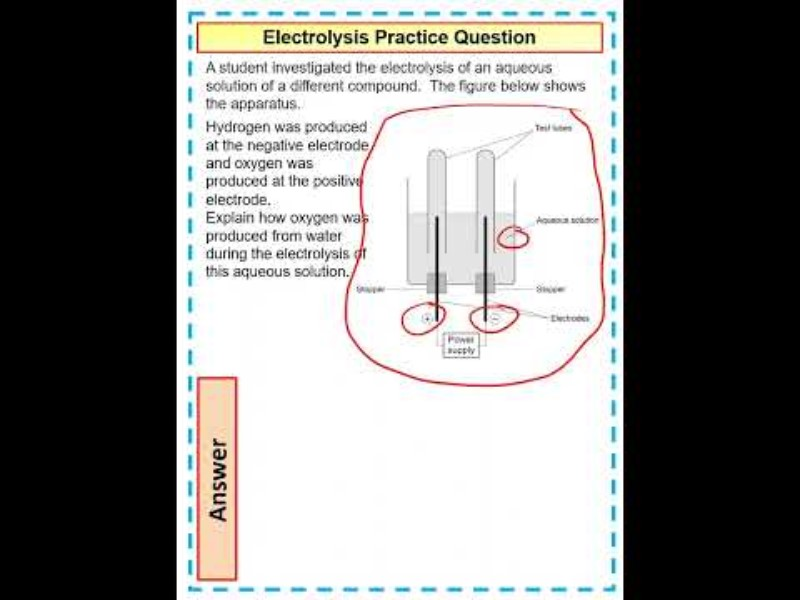 Electrolysis Practice Question
A student investigated the electrolysis of an aqueous
solution of a different compound. The figure below shows
the apparatus.
Hydrogen was produced
at the negative electrode
and oxygen was
produced at the positive
electrode.
Explain how oxygen was
produced from water
during the electrolysis of
this aqueous solution.
Test tubes
Aqueous solution
Stopper
Stopper
+
−
Electrodes
Power
supply
Answer